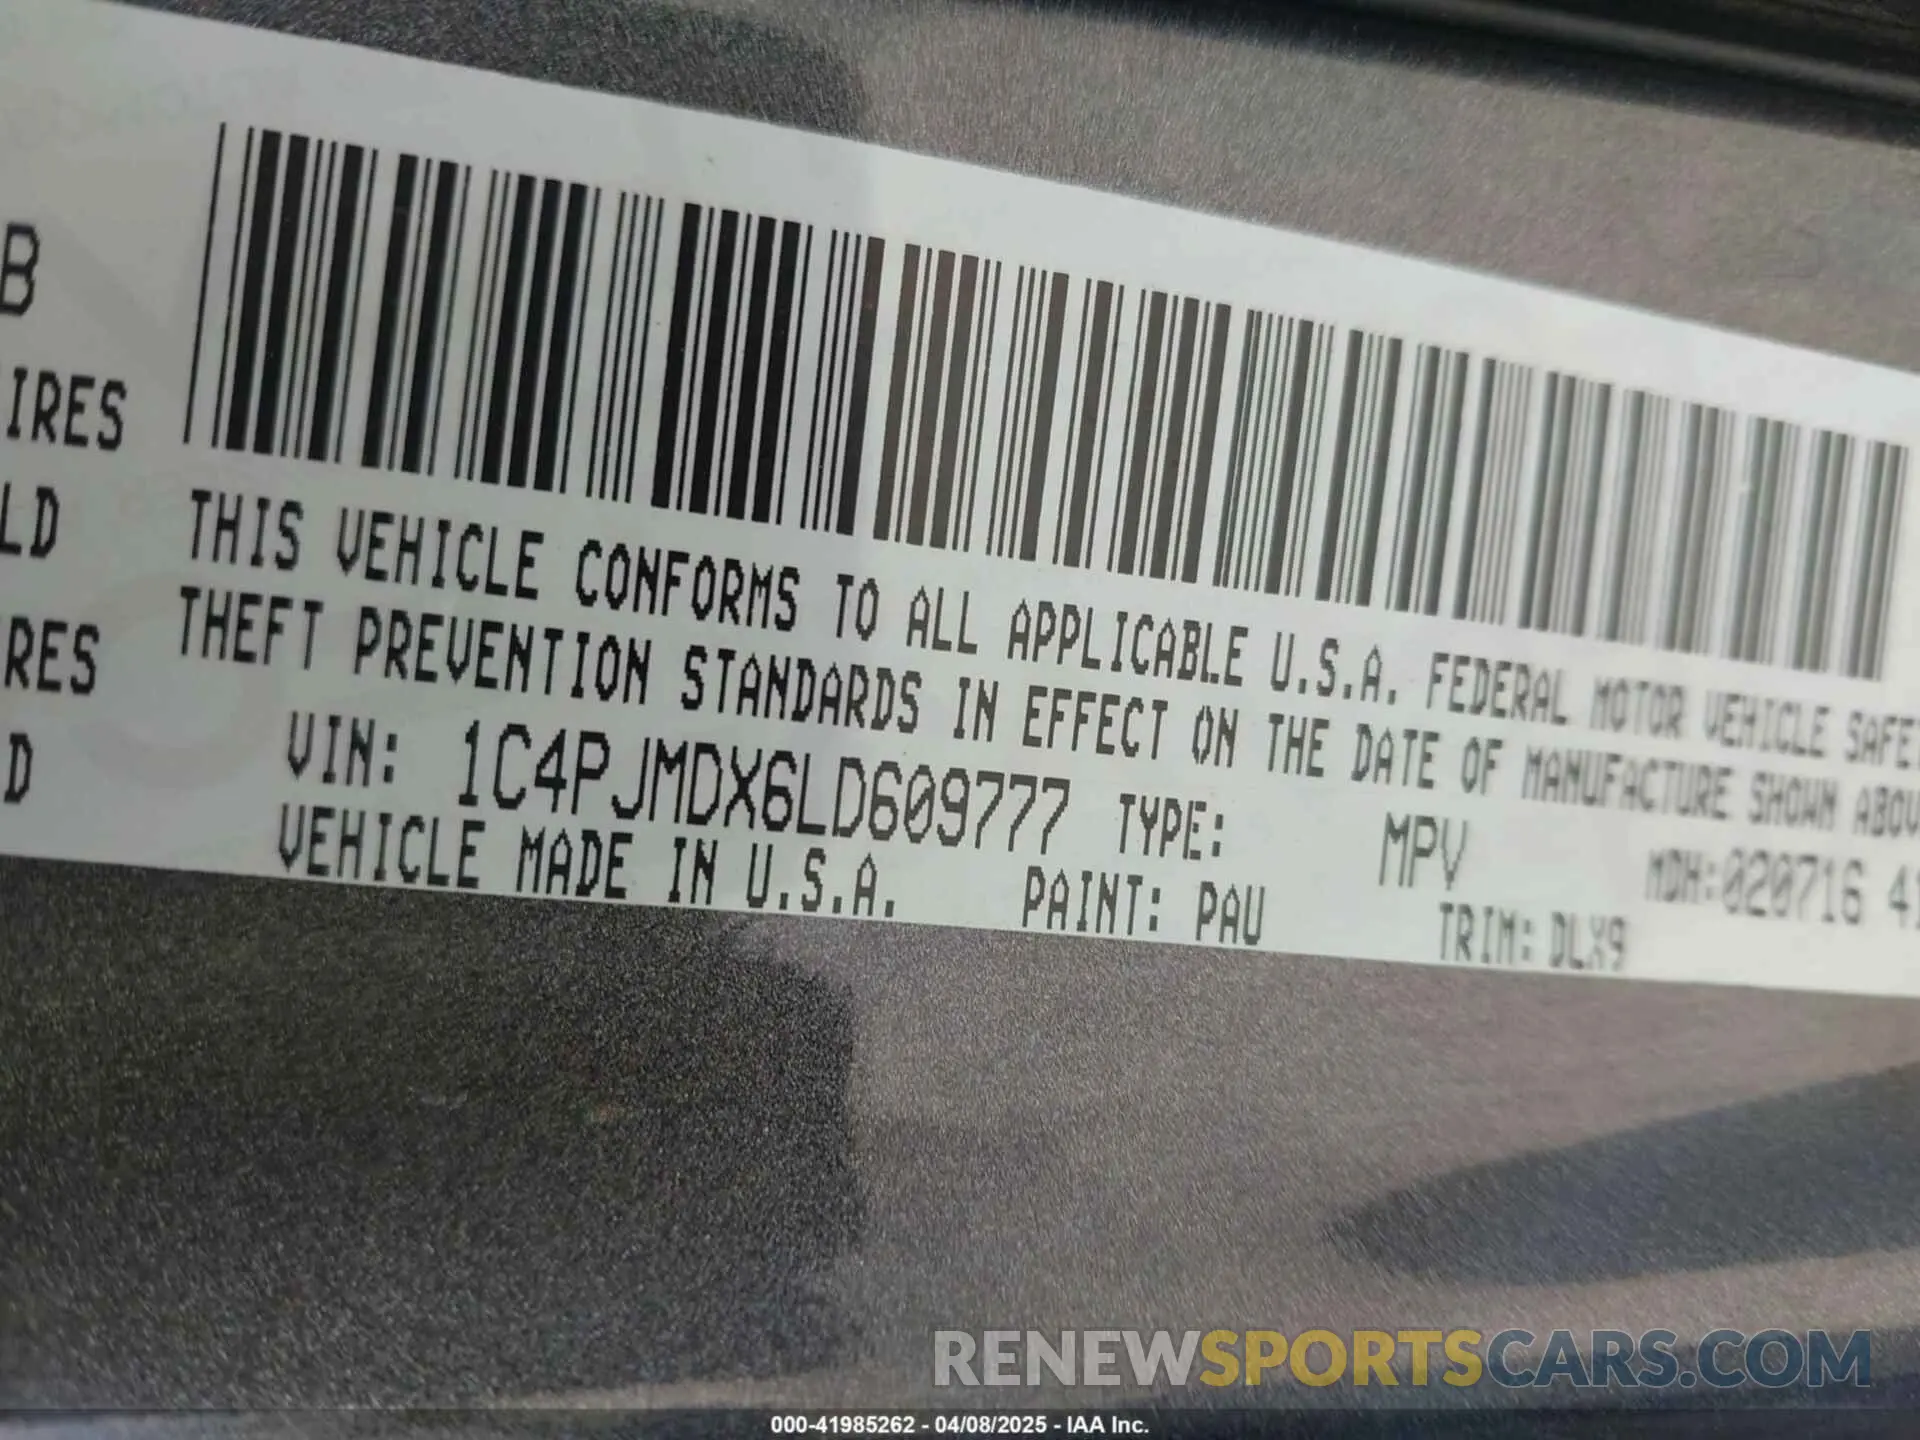 B
IRES
LD
RES
D
THIS VEHICLE CONFORMS TO ALL APPLICABLE U.S.A. FEDERAL MOTOR VEHICLE SAFE
THEFT PREVENTION STANDARDS IN EFFECT ON THE DATE OF MANUFACTURE SHOWN ABOV
VIN: 1C4PJMDX6LD609777 TYPE: MPV MDH:020716 41
VEHICLE MADE IN U.S.A. PAINT: PAU TRIM: DLX9
RENEWSPORTSCARS.COM
000-41985262 - 04/08/2025 - IAA Inc.